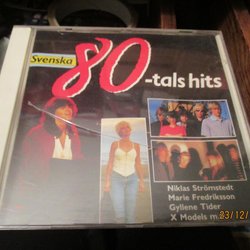 Svenska
80-tals hits
Niklas Strömstedt
Marie Fredriksson
Gyllene Tider
X Models m
23/12